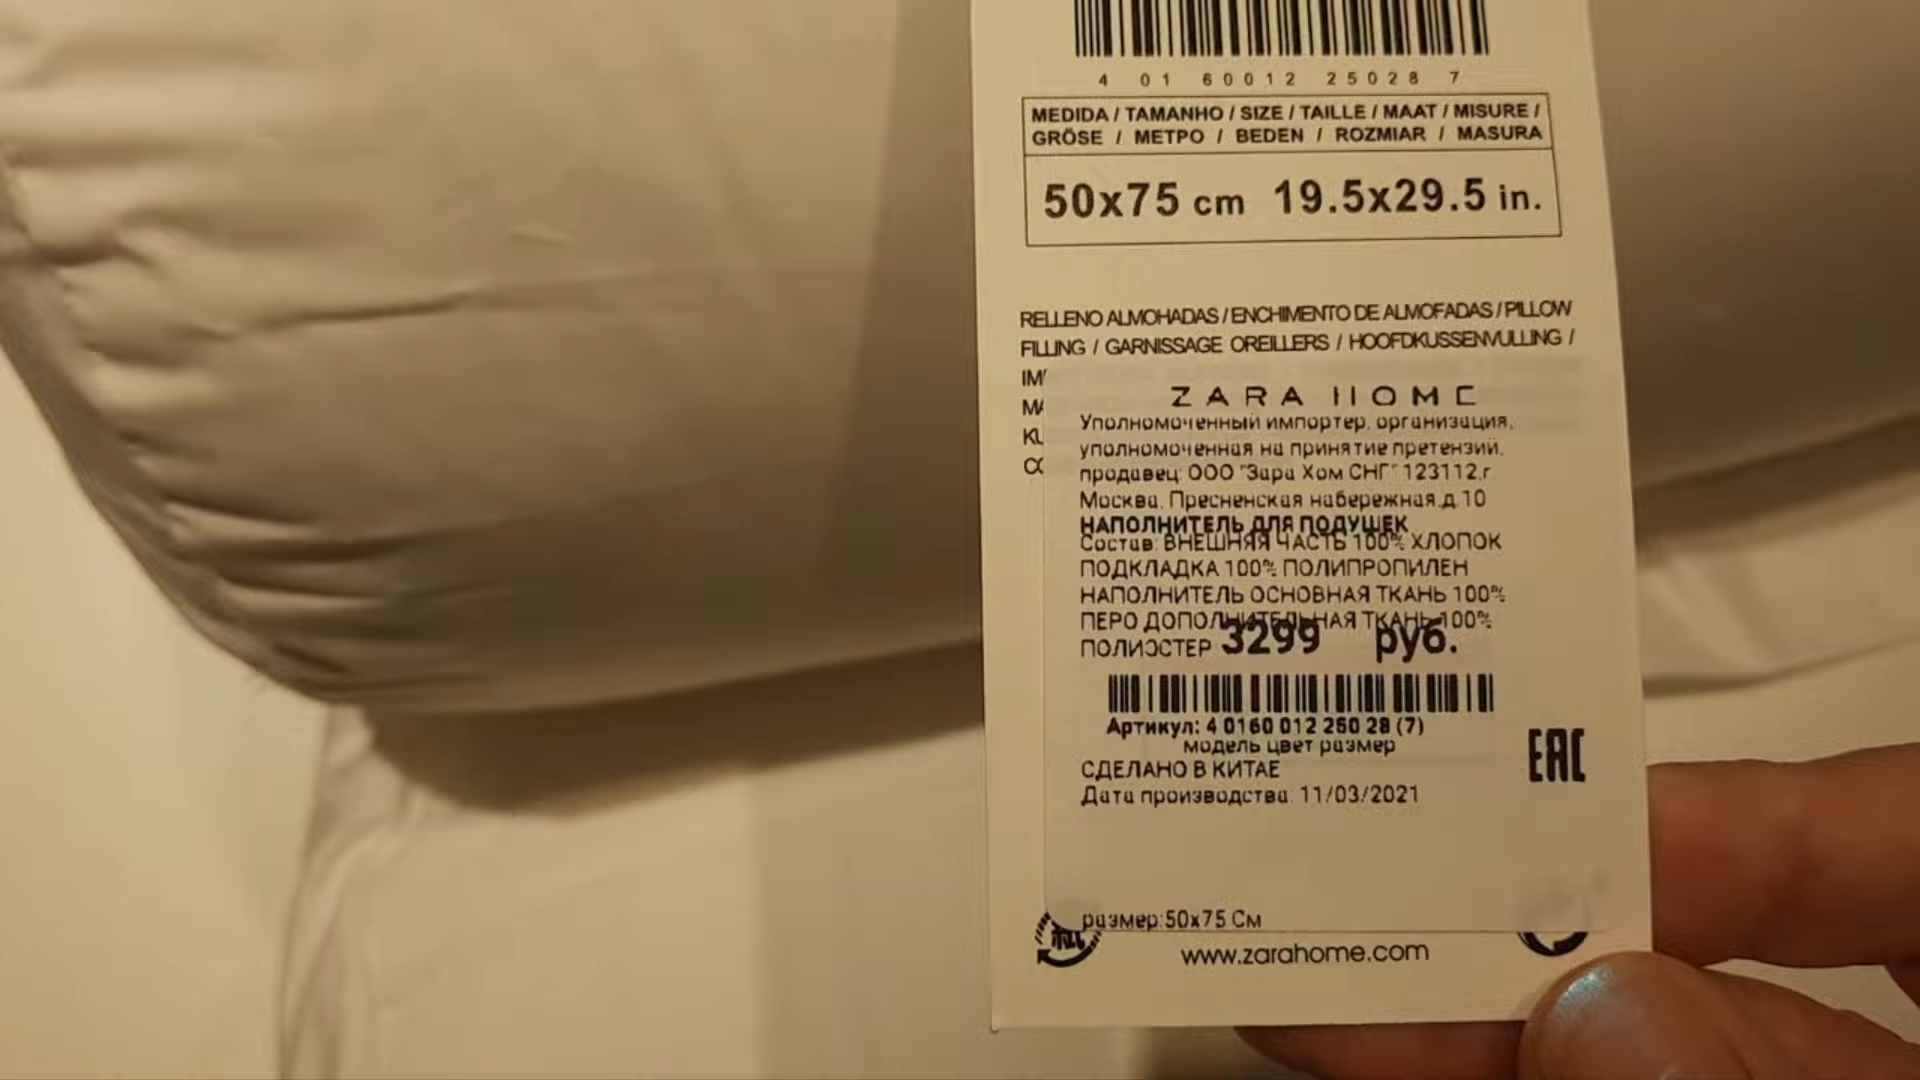 4 01 60012 25028 7
MEDIDA / TAMANHO / SIZE / TAILLE / MAAT / MISURE /
GRÖSE / METPO / BEDEN / ROZMIAR / MASURA
50x75 cm 19.5x29.5 in.
RELLENO ALMOHADAS / ENCHIMENTO DE ALMOFADAS / PILLOW
FILLING / GARNISSAGE OREILLERS / HOOFDKUSSENVULLING /
ZARA HOME
Уполномоченный импортер, организация,
уполномоченная на принятие претензий,
продавец: ООО "Зара Хом СНГ" 123112,г
Москва, Пресненская набережная,д.10
НАПОЛНИТЕЛЬ ДЛЯ ПОДУШЕК
Состав: ВНЕШНЯЯ ЧАСТЬ 100% ХЛОПОК
ПОДКЛАДКА 100% ПОЛИПРОПИЛЕН
НАПОЛНИТЕЛЬ ОСНОВНАЯ ТКАНЬ 100%
ПЕРО ДОПОЛНИТЕЛЬНАЯ ТКАНЬ 100%
ПОЛИЭСТЕР 3299 руб.
Артикул: 4 0160 012 250 28 (7)
модель цвет размер
СДЕЛАНО В КИТАЕ
EAC
Дата производства: 11/03/2021
размер:50x75 См
www.zarahome.com